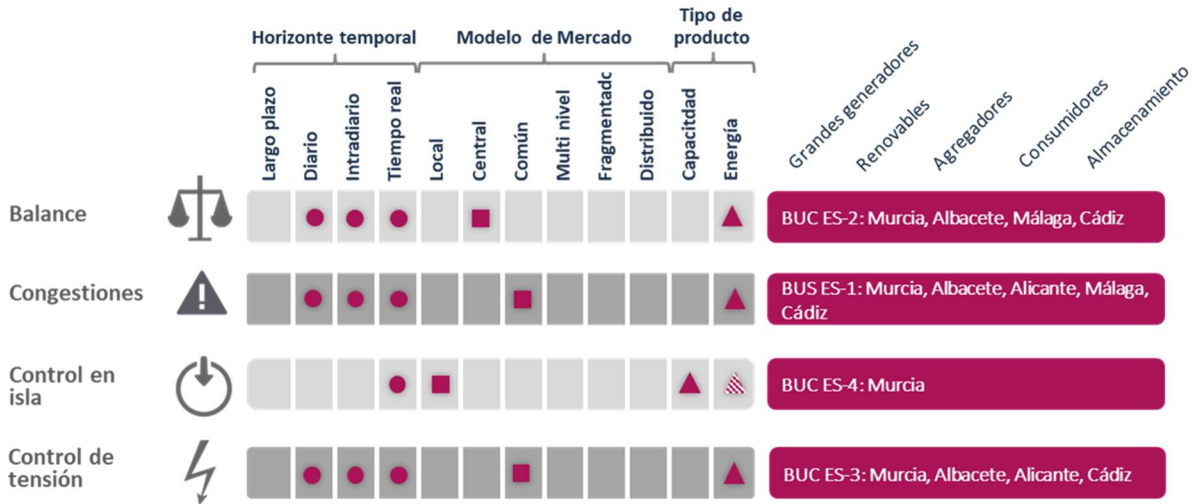 Horizonte temporal
Modelo de Mercado
Tipo de
producto
Largo plazo
Diario
Intradiario
Tiempo real
Local
Central
Común
Multi nivel
Fragmentadc
Distribuido
Capacitdad
Energía
Grandes generadores
Renovables
Agregadores
Consumidores
Almacenamiento
Balance
BUC ES-2: Murcia, Albacete, Málaga, Cádiz
Congestiones
BUS ES-1: Murcia, Albacete, Alicante, Málaga,
Cádiz
Control en
isla
BUC ES-4: Murcia
Control de
tensión
BUC ES-3: Murcia, Albacete, Alicante, Cádiz